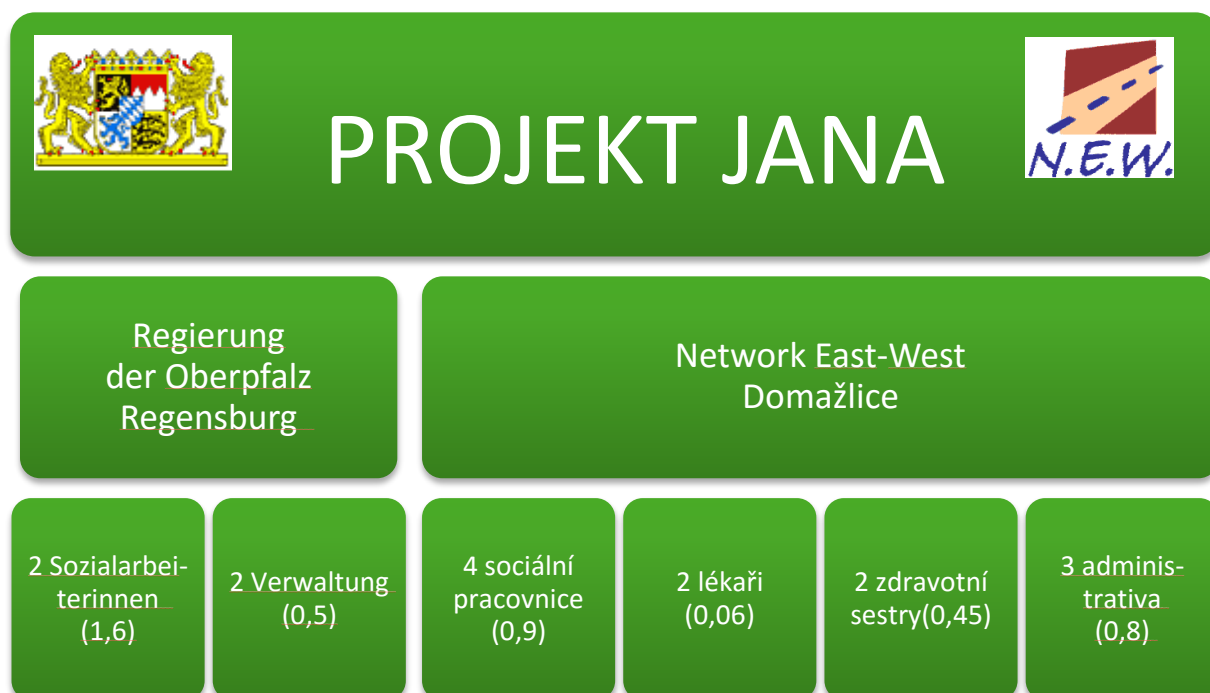 PROJEKT JANA
N.E.W.
Regierung
der Oberpfalz
Regensburg
Network East-West
Domažlice
2 Sozialarbei-
terinnen
(1,6)
2 Verwaltung
(0,5)
4 sociální
pracovnice
(0,9)
2 lékaři
(0,06)
2 zdravotní
sestry(0,45)
3 adminis-
trativa
(0,8)